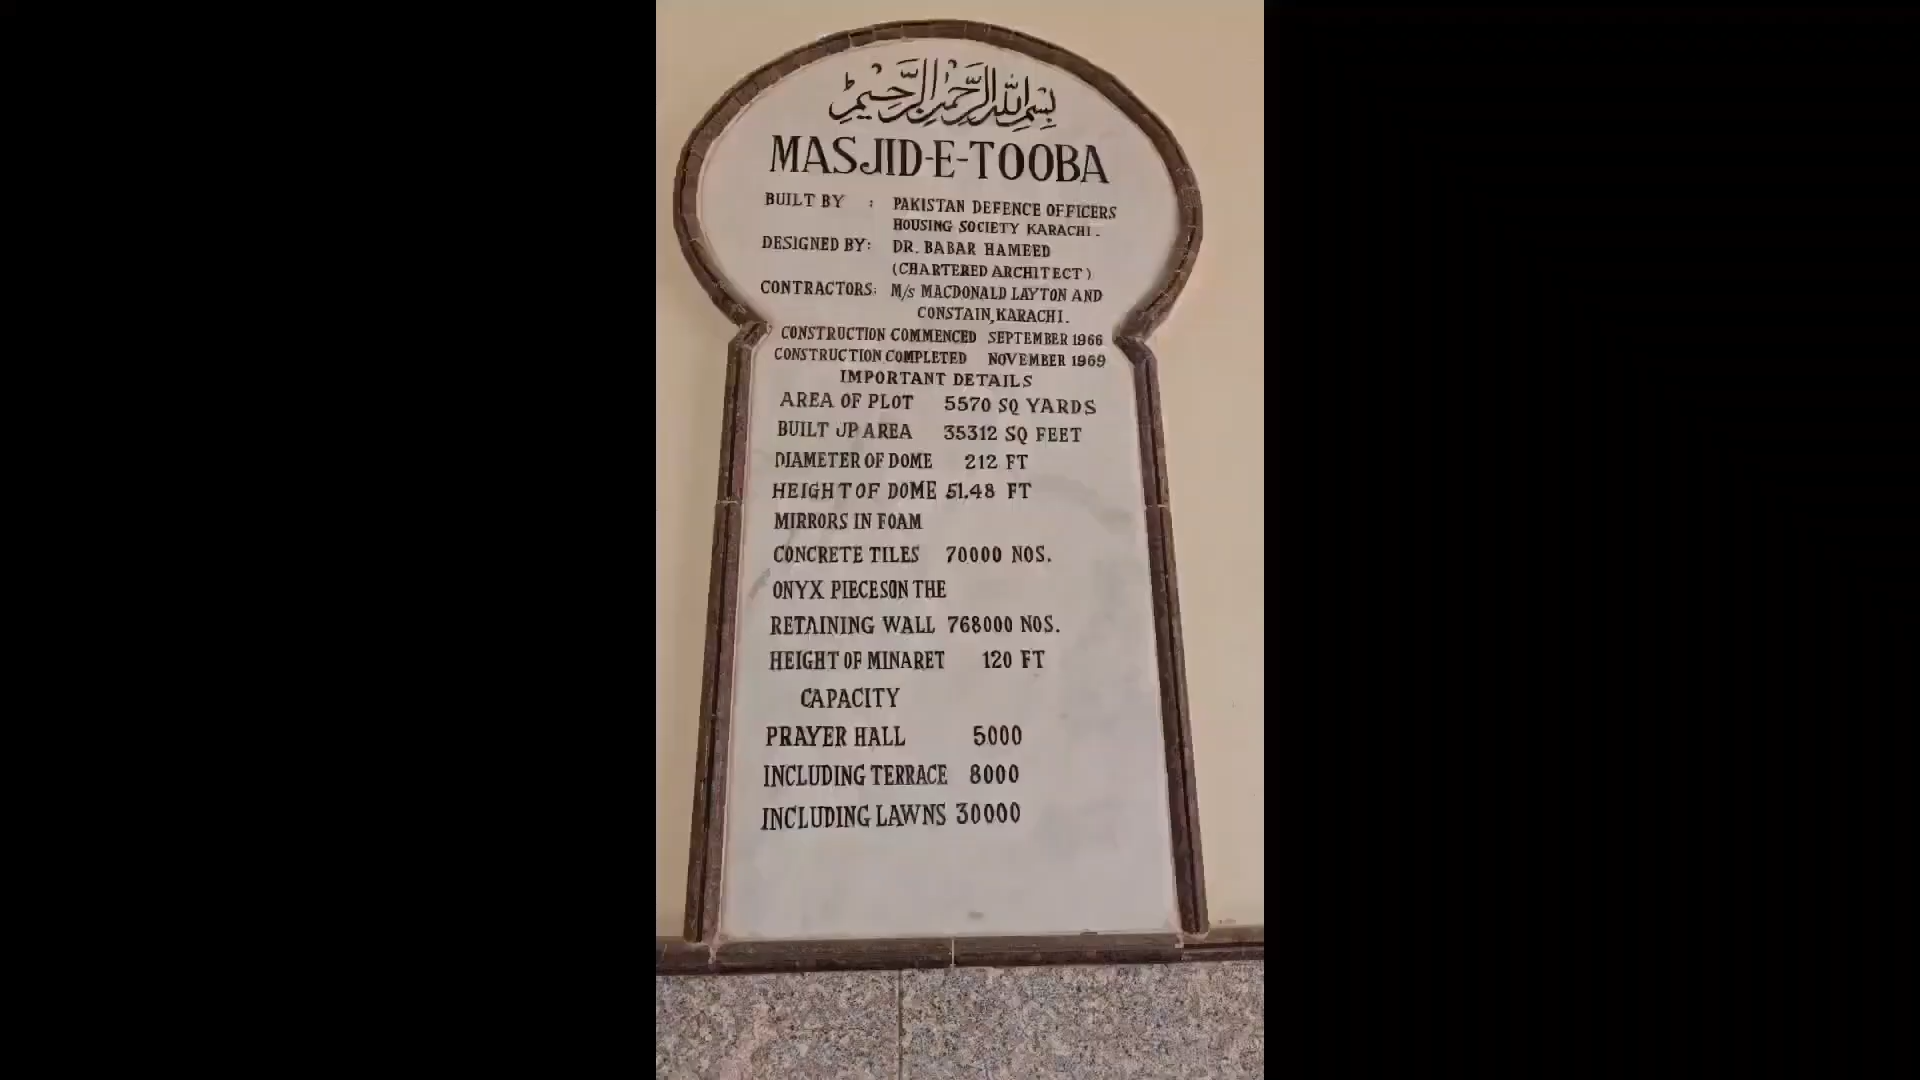 بِسْمِ اللّٰهِ الرَّحْمٰنِ الرَّحِيْمِ
MASJID-E-TOOBA
BUILT BY : PAKISTAN DEFENCE OFFICERS
HOUSING SOCIETY KARACHI.
DESIGNED BY: DR. BABAR HAMEED
(CHARTERED ARCHITECT)
CONTRACTORS: M/s MACDONALD LAYTON AND
CONSTAIN, KARACHI.
CONSTRUCTION COMMENCED SEPTEMBER 1966
CONSTRUCTION COMPLETED NOVEMBER 1969
IMPORTANT DETAILS
AREA OF PLOT 5570 SQ YARDS
BUILT UP AREA 35312 SQ FEET
DIAMETER OF DOME 212 FT
HEIGHT OF DOME 51.48 FT
MIRRORS IN FOAM
CONCRETE TILES 70000 NOS.
ONYX PIECESON THE
RETAINING WALL 768000 NOS.
HEIGHT OF MINARET 120 FT
CAPACITY
PRAYER HALL 5000
INCLUDING TERRACE 8000
INCLUDING LAWNS 30000